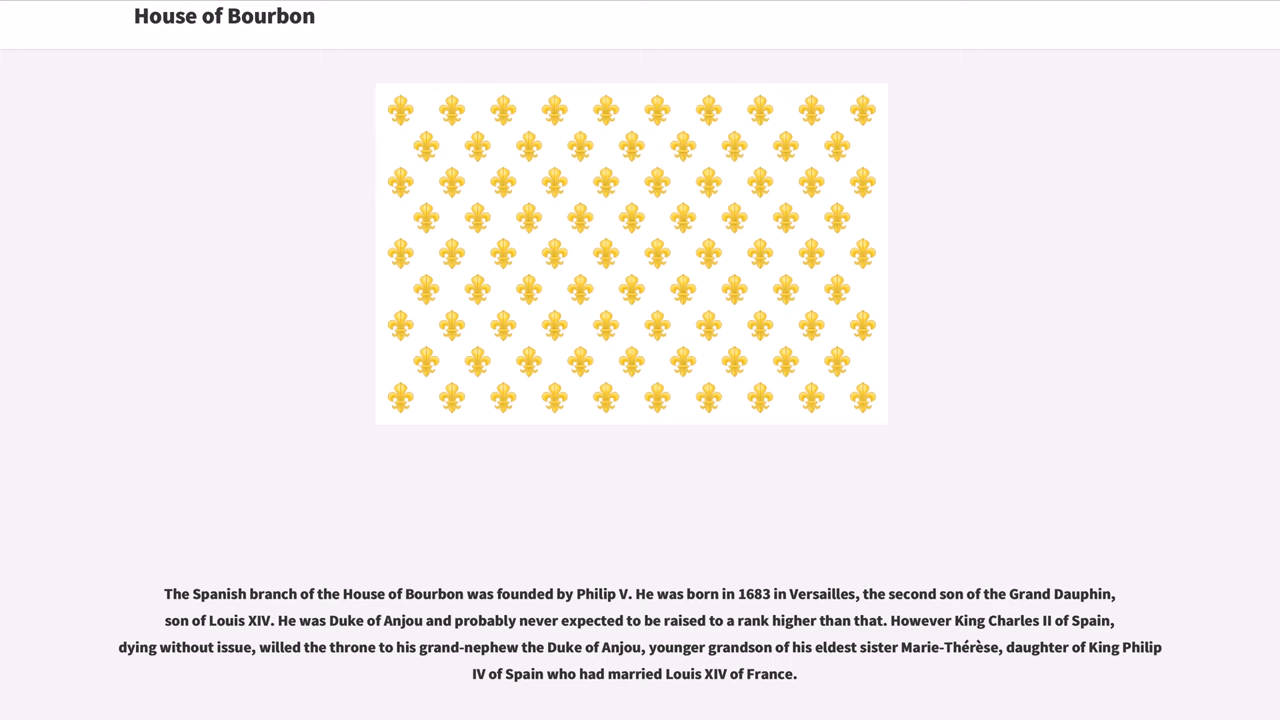 House of Bourbon
The Spanish branch of the House of Bourbon was founded by Philip V. He was born in 1683 in Versailles, the second son of the Grand Dauphin,
son of Louis XIV. He was Duke of Anjou and probably never expected to be raised to a rank higher than that. However King Charles II of Spain,
dying without issue, willed the throne to his grand-nephew the Duke of Anjou, younger grandson of his eldest sister Marie-Thérèse, daughter of King Philip
IV of Spain who had married Louis XIV of France.